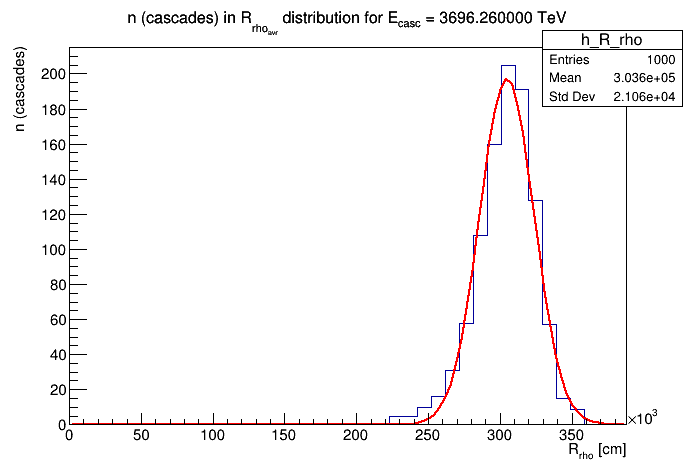 n (cascades) in R_rho_awr distribution for E_casc = 3696.260000 TeV
h_R_rho
Entries 1000
Mean 3.036e+05
Std Dev 2.106e+04
n (cascades)
200
180
160
140
120
100
80
60
40
20
0
0 50 100 150 200 250 300 350
×10³
R_rho [cm]